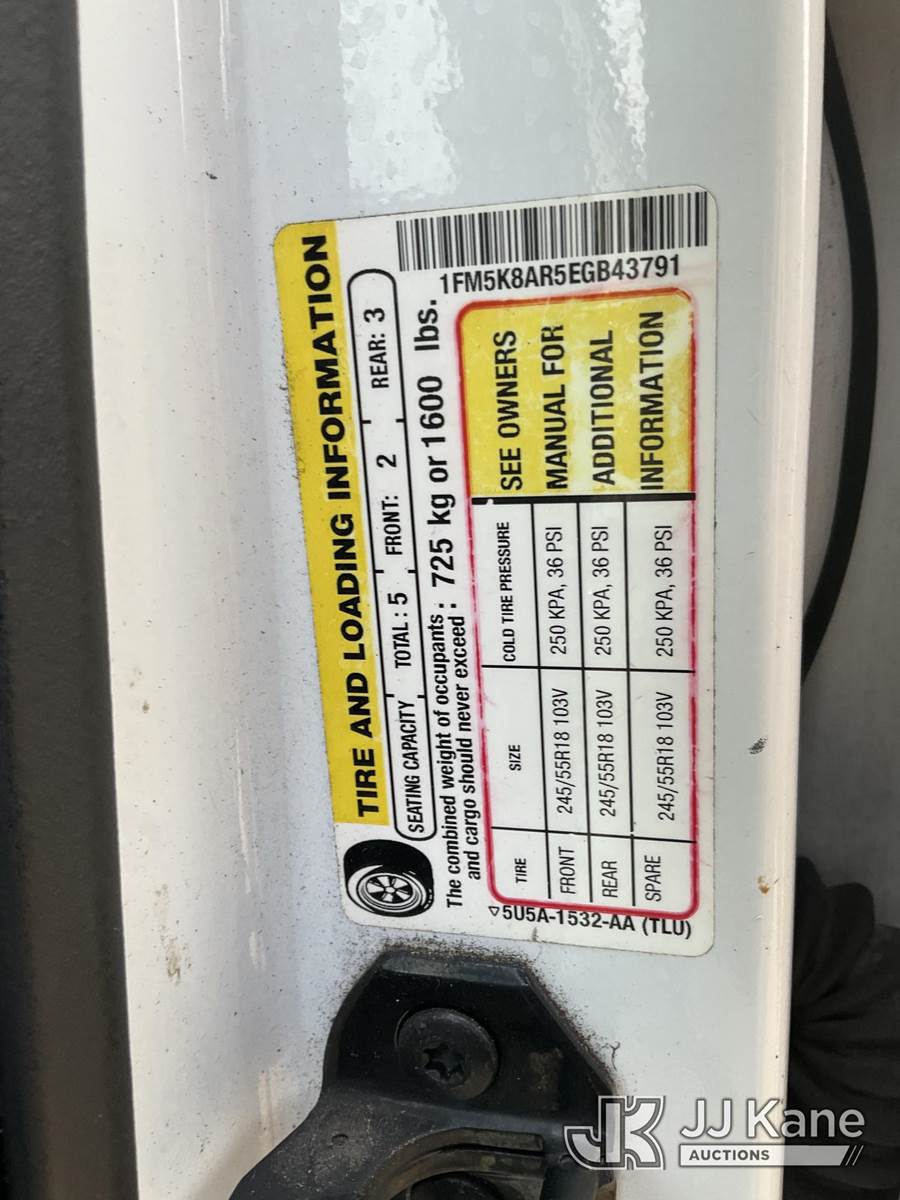 TIRE AND LOADING INFORMATION
SEATING CAPACITY TOTAL: 5 FRONT: 2 REAR: 3
The combined weight of occupants : 725 kg or 1600 lbs.
and cargo should never exceed :
1FM5K8AR5EGB43791
TIRE SIZE COLD TIRE PRESSURE
FRONT 245/55R18 103V 250 KPA, 36 PSI
REAR 245/55R18 103V 250 KPA, 36 PSI
SPARE 245/55R18 103V 250 KPA, 36 PSI
SEE OWNERS
MANUAL FOR
ADDITIONAL
INFORMATION
5U5A-1532-AA (TLU)
JK JJ Kane
AUCTIONS